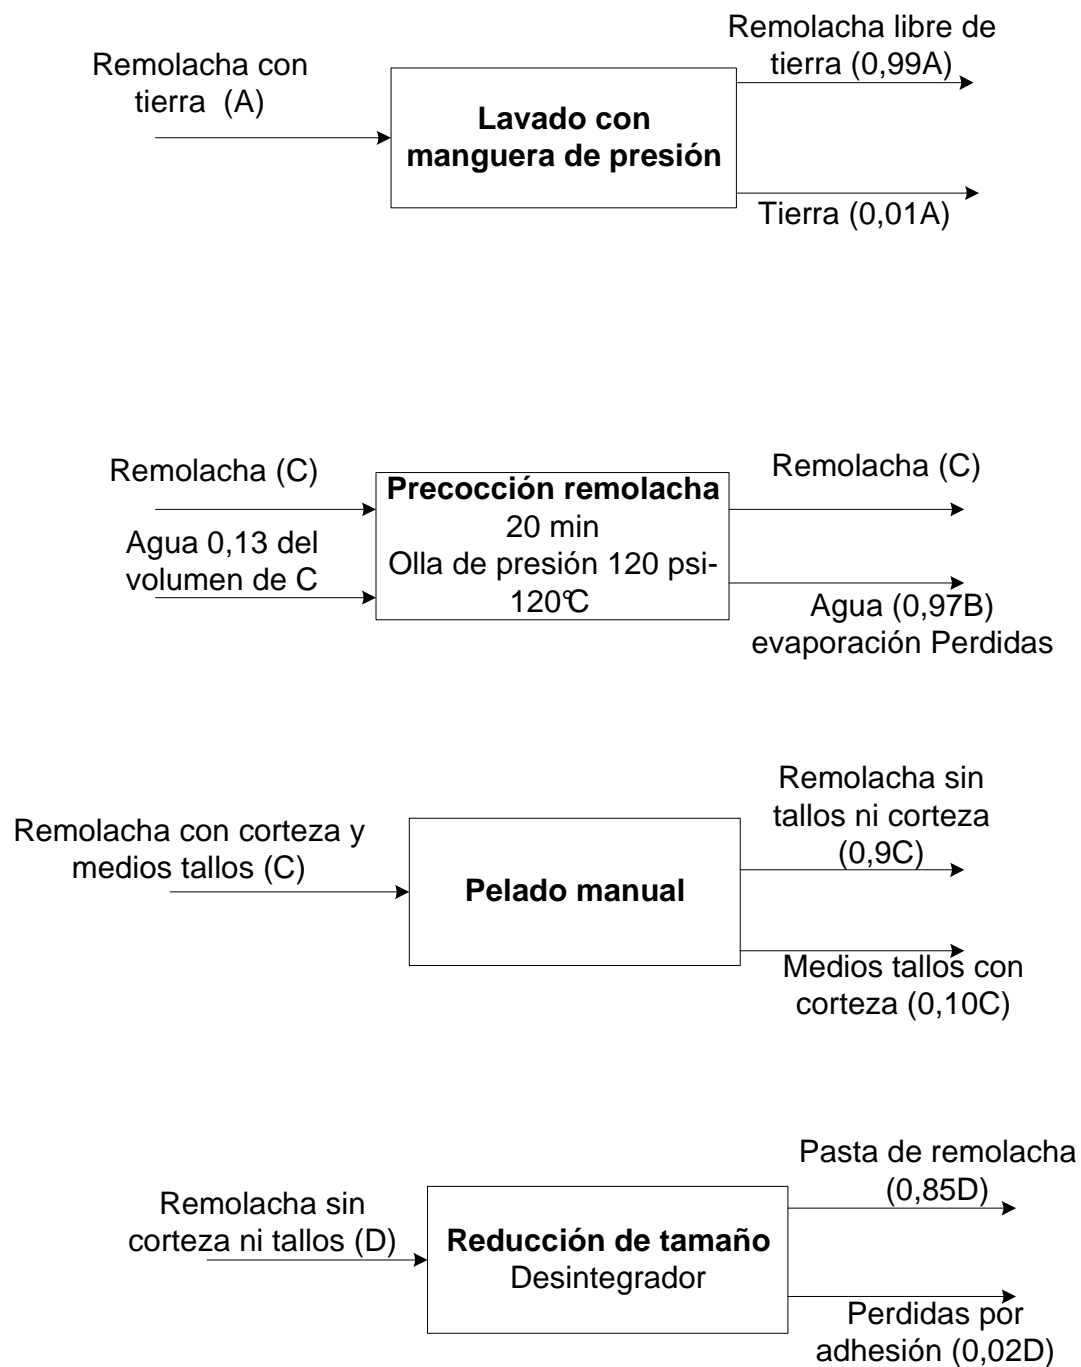 Remolacha con
tierra  (A)
Lavado con
manguera de presión
Remolacha libre de
tierra (0,99A)
Tierra (0,01A)
Remolacha (C)
Agua 0,13 del
volumen de C
Precocción remolacha
20 min
Olla de presión 120 psi-
120°C
Remolacha (C)
Agua (0,97B)
evaporación Perdidas
Remolacha con corteza y
medios tallos (C)
Pelado manual
Remolacha sin
tallos ni corteza
(0,9C)
Medios tallos con
corteza (0,10C)
Remolacha sin
corteza ni tallos (D)
Reducción de tamaño
Desintegrador
Pasta de remolacha
(0,85D)
Perdidas por
adhesión (0,02D)